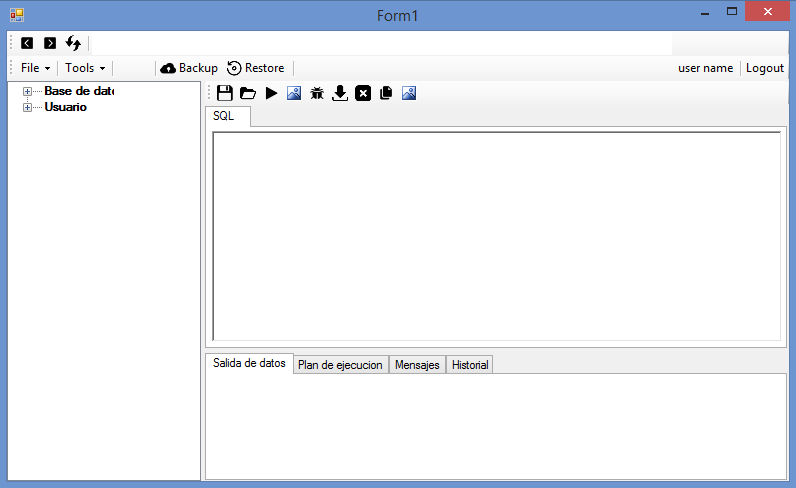 Form1
File Tools Backup Restore user name Logout
Base de dat
Usuario
SQL
Salida de datos Plan de ejecucion Mensajes Historial